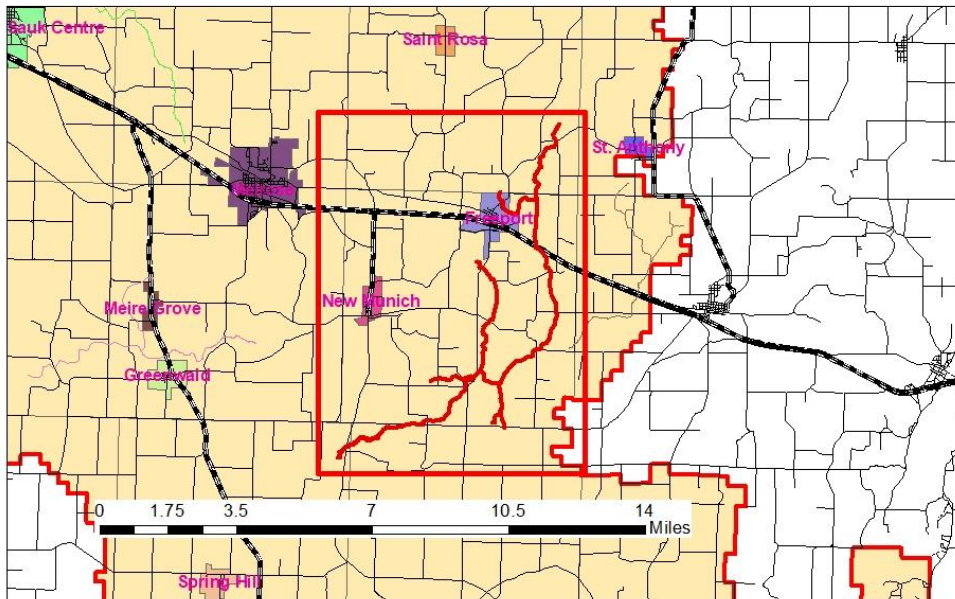 Sauk Centre
Saint Rosa
St. Anthony
Freeport
New Munich
Meire Grove
Greenwald
0 1.75 3.5 7 10.5 14
Miles
Spring Hill